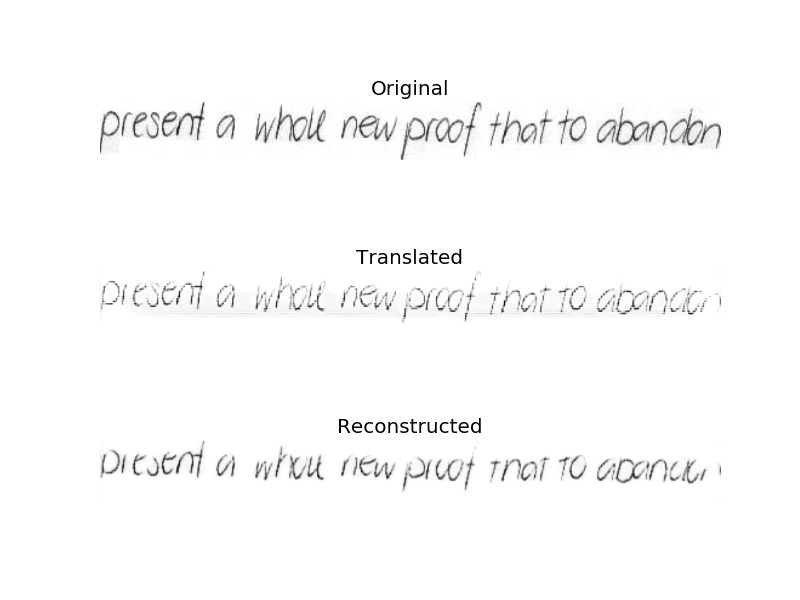 Original
present a whole new proof that to abandon
Translated
present a whole new proof that to abandon
Reconstructed
present a whole new proof that to